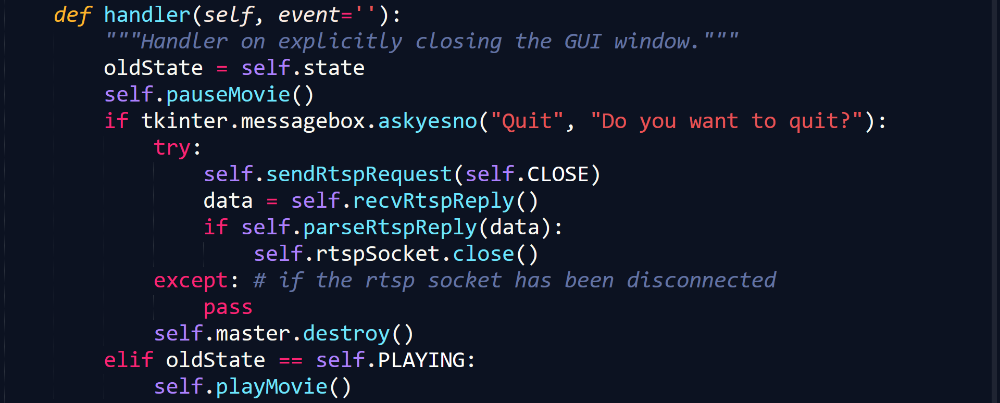 def handler(self, event=''):
"""Handler on explicitly closing the GUI window."""
oldState = self.state
self.pauseMovie()
if tkinter.messagebox.askyesno("Quit", "Do you want to quit?"):
try:
self.sendRtspRequest(self.CLOSE)
data = self.recvRtspReply()
if self.parseRtspReply(data):
self.rtspSocket.close()
except: # if the rtsp socket has been disconnected
pass
self.master.destroy()
elif oldState == self.PLAYING:
self.playMovie()